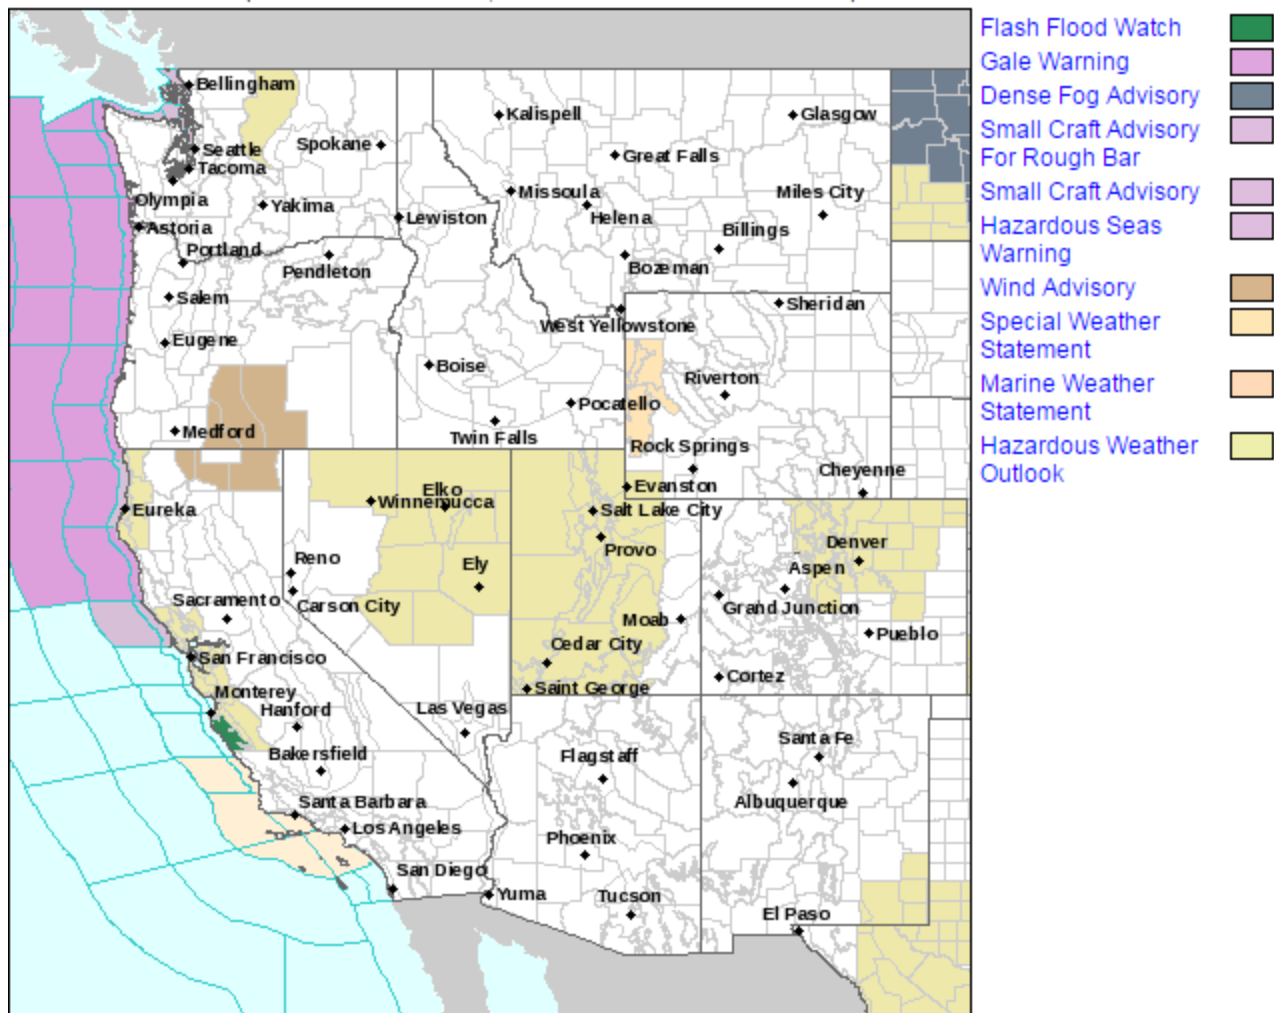 Bellingham
Kalispell
Glasgow
Seattle
Spokane
Great Falls
Tacoma
Olympia
Yakima
Missoula
Helena
Miles City
Astoria
Lewiston
Billings
Portland
Pendleton
Bozeman
Salem
West Yellowstone
Sheridan
Eugene
Boise
Riverton
Pocatello
Medford
Twin Falls
Rock Springs
Cheyenne
Elko
Winnemucca
Evanston
Eureka
Salt Lake City
Provo
Denver
Reno
Ely
Aspen
Carson City
Grand Junction
Sacramento
Moab
Pueblo
San Francisco
Cedar City
Cortez
Saint George
Monterey
Hanford
Las Vegas
Bakersfield
Flagstaff
Santa Fe
Albuquerque
Santa Barbara
Los Angeles
Phoenix
San Diego
Yuma
Tucson
El Paso
Flash Flood Watch
Gale Warning
Dense Fog Advisory
Small Craft Advisory
For Rough Bar
Small Craft Advisory
Hazardous Seas
Warning
Wind Advisory
Special Weather
Statement
Marine Weather
Statement
Hazardous Weather
Outlook